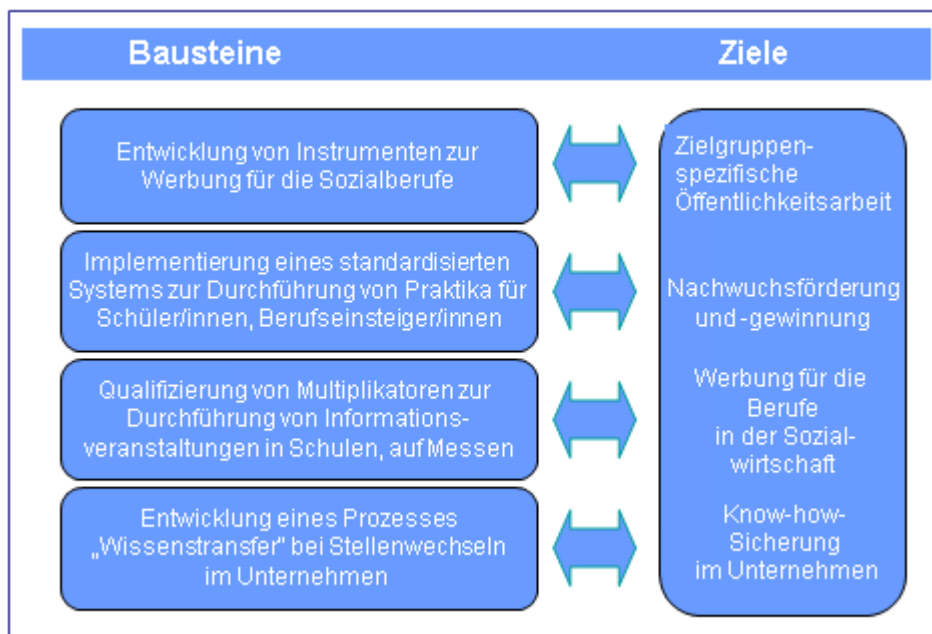 Bausteine
Ziele
Entwicklung von Instrumenten zur
Werbung für die Sozialberufe
Zielgruppen-
spezifische
Öffentlichkeitsarbeit
Implementierung eines standardisierten
Systems zur Durchführung von Praktika für
Schüler/innen, Berufseinsteiger/innen
Nachwuchsförderung
und -gewinnung
Qualifizierung von Multiplikatoren zur
Durchführung von Informations-
veranstaltungen in Schulen, auf Messen
Werbung für die
Berufe
in der Sozial-
wirtschaft
Entwicklung eines Prozesses
„Wissenstransfer" bei Stellenwechseln
im Unternehmen
Know-how-
Sicherung
im Unternehmen